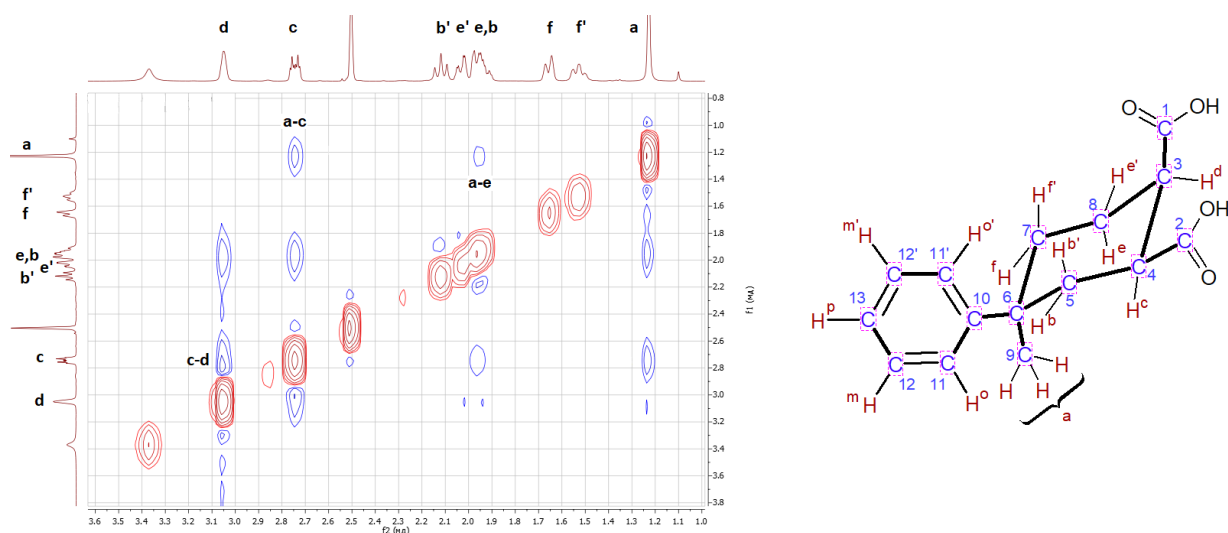 d c b' e' e,b f f' a
a
f'
f
e,b
e'
b'
c
d
a-c
a-e
c-d
0.8
1.0
1.2
1.4
1.6
1.8
2.0
2.2
2.4
2.6
2.8
3.0
3.2
3.4
3.6
3.8
f1 (мд)
3.6 3.5 3.4 3.3 3.2 3.1 3.0 2.9 2.8 2.7 2.6 2.5 2.4 2.3 2.2 2.1 2.0 1.9 1.8 1.7 1.6 1.5 1.4 1.3 1.2 1.1 1.0
f2 (мд)
1
O C OH
3
H e' C H d
H f' 8 OH
7 C 2
C H b' H e C
m' H H o' 4
12' 11' H f C O
C C 5
13 10 6 C H c
H p C C C H b
C C 9 C H
12 11 H H
H m H o a